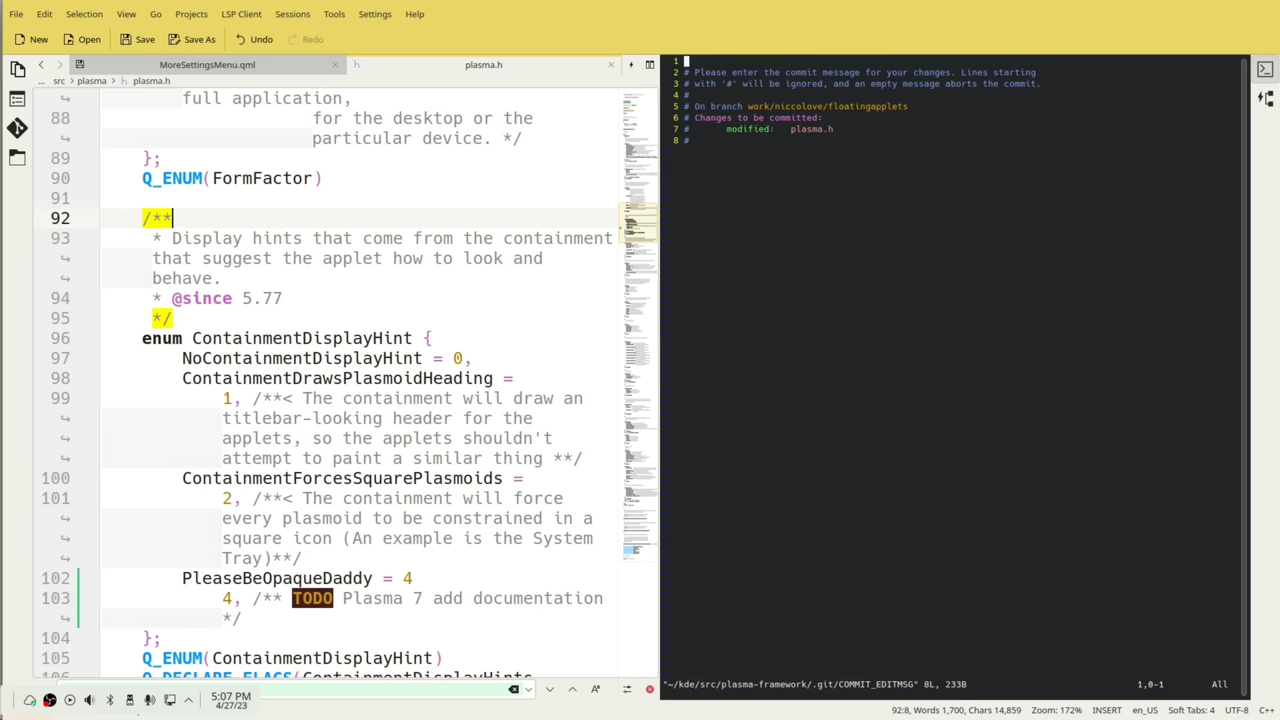 File Edit Selection View Go Projects LSP Client Sessions Tools Settings Help
New Open Save Save As Undo Redo
MoreSettingsMenu.qml
plasma.h
... src plasma plasma.h
full application,
88 for the desktop or the
particular device. */
89 };
90 Q_ENUM(FormFactor)
91
92 /**
93 * Display hints that come from the containment
that suggest the applet how to look and
behave
94 * @since 5.77
95 */
96 enum ContainmentDisplayHint {
97 NoContainmentDisplayHint = 0,
98 ContainmentDrawsPlasmoidHeading =
99 1, /** The containment will draw an
titlebar-looking header for the
applets, so the applets shouldn't
attempt to paint a similar thing **/
100 ContainmentForcesSquarePlasmoids =
101 2, /** The containment will force
every plasmoid to be constrained in a
square icon (An example is the System
Tray)**/
102 PleaseBeOpaqueDaddy = 4
103 4, /** TODO Plasma 7 add documentation
*/
104 };
105 Q_ENUM(ContainmentDisplayHint)
Q_DECLARE_FLAGS(ContainmentDisplayHints,
1
2 # Please enter the commit message for your changes. Lines starting
3 # with '#' will be ignored, and an empty message aborts the commit.
4 #
5 # On branch work/niccolove/floatingapplets
6 # Changes to be committed:
7 # modified: plasma.h
8 #
"~/kde/src/plasma-framework/.git/COMMIT_EDITMSG" 8L, 233B 1,0-1 All
5:07 PM
4/27/23
92:8, Words 1,700, Chars 14,859 Zoom: 172% INSERT en_US Soft Tabs: 4 UTF-8 C++